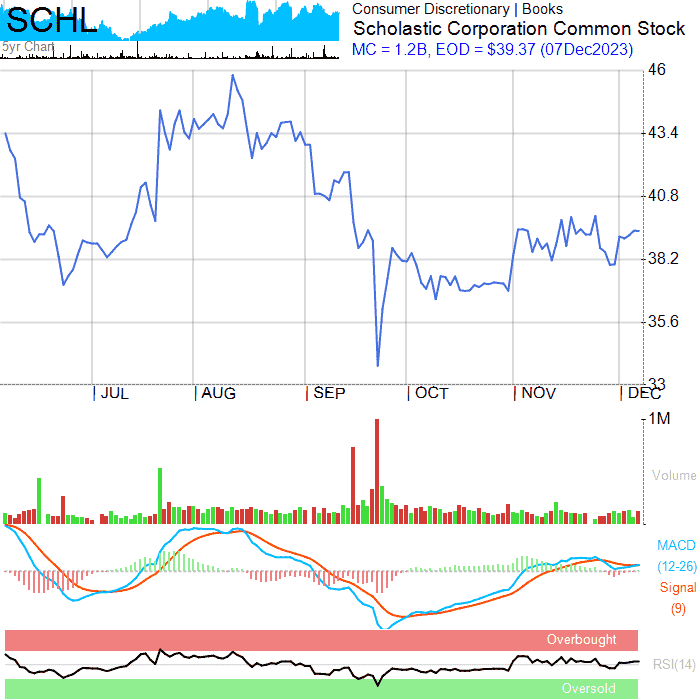 SCHL
5yr Chart
Consumer Discretionary | Books
Scholastic Corporation Common Stock
MC = 1.2B, EOD = $39.37 (07Dec2023)
46
43.4
40.8
38.2
35.6
33
JUL AUG SEP OCT NOV DEC
1M
Volume
MACD
(12-26)
Signal
(9)
Overbought
RSI(14)
Oversold